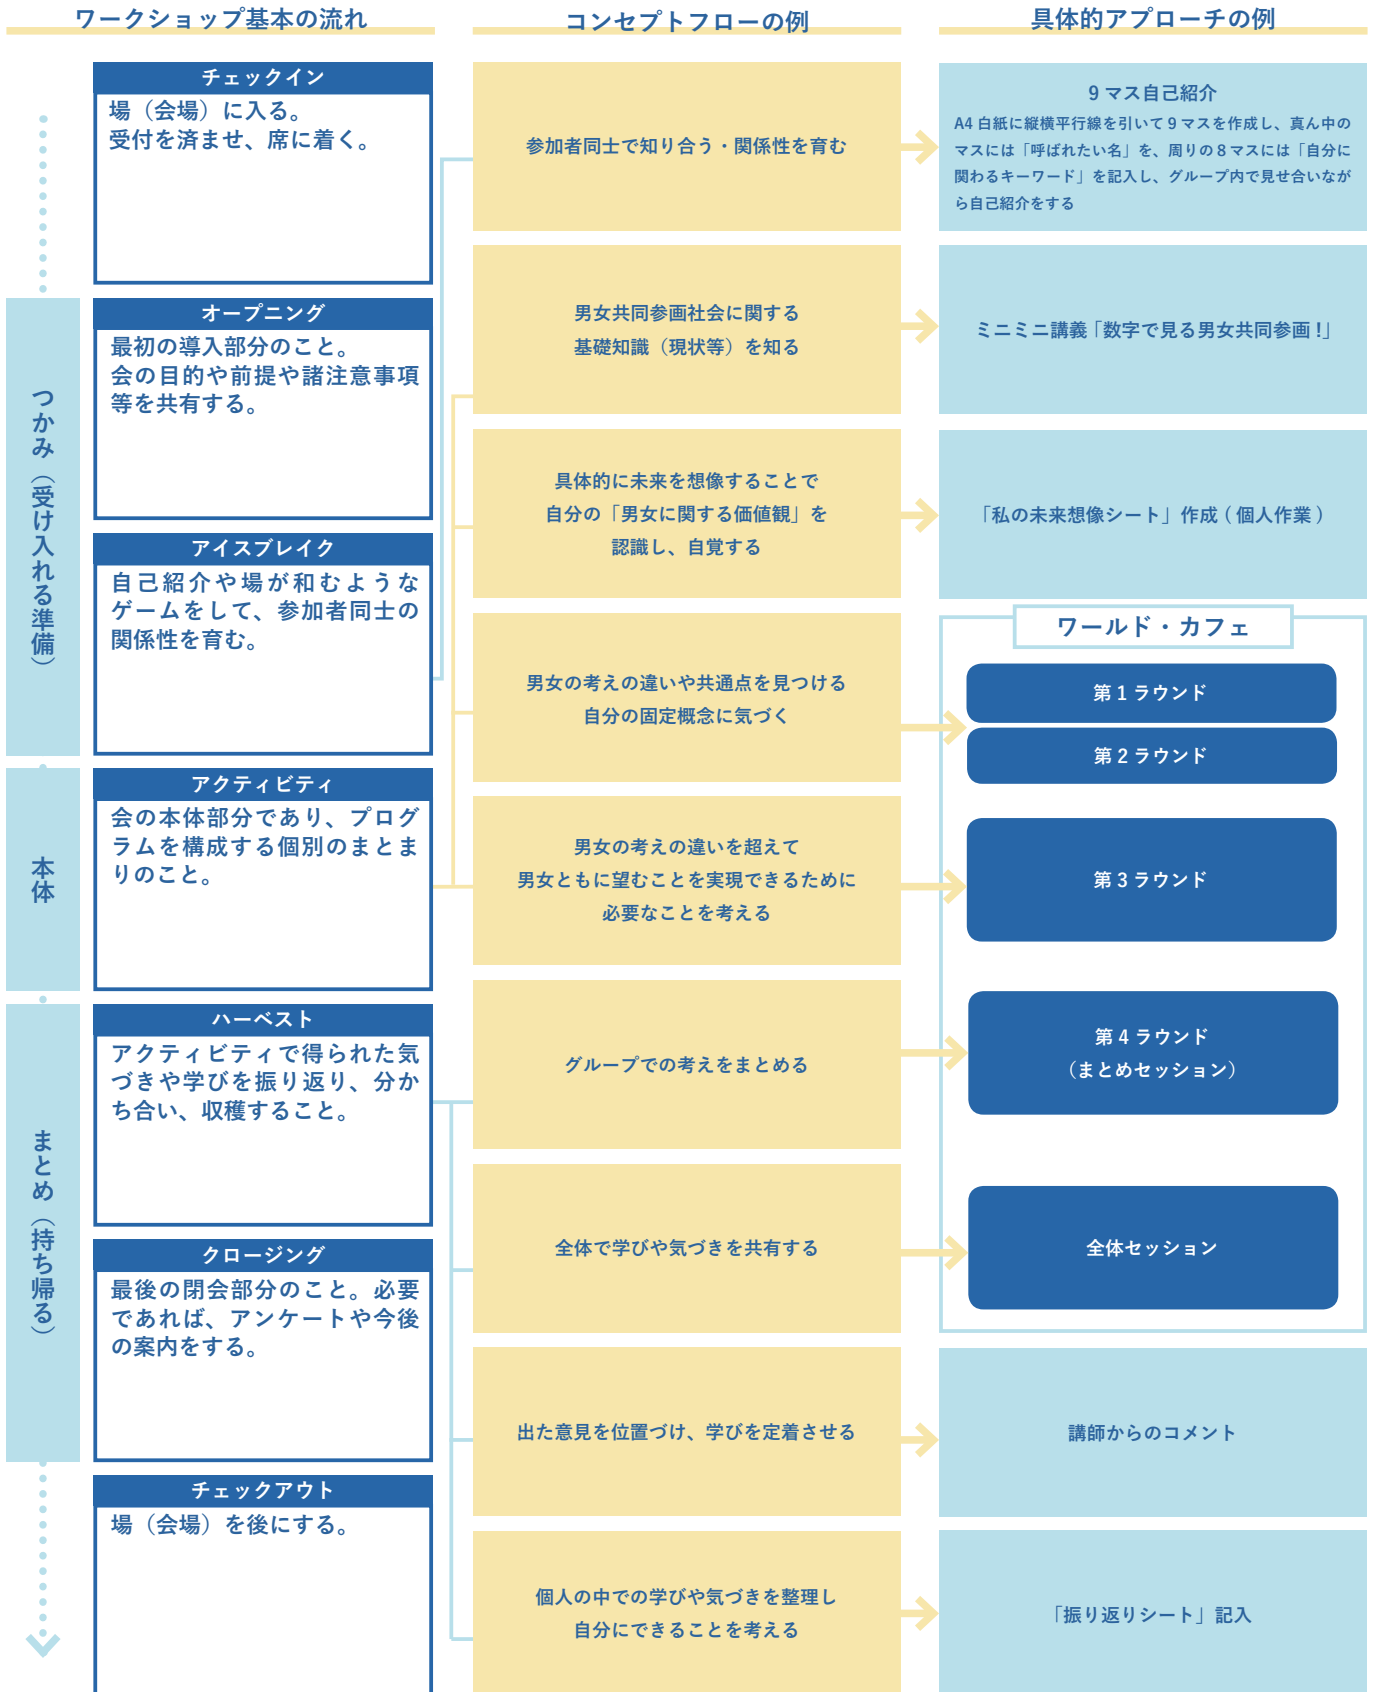 ワークショップ基本の流れ
コンセプトフローの例
具体的アプローチの例
つかみ（受け入れる準備）
本体
まとめ（持ち帰る）
チェックイン
場（会場）に入る。
受付を済ませ、席に着く。
オープニング
最初の導入部分のこと。
会の目的や前提や諸注意事項
等を共有する。
アイスブレイク
自己紹介や場が和むような
ゲームをして、参加者同士の
関係性を育む。
アクティビティ
会の本体部分であり、プログ
ラムを構成する個別のまとま
りのこと。
ハーベスト
アクティビティで得られた気
づきや学びを振り返り、分か
ち合い、収穫すること。
クロージング
最後の閉会部分のこと。必要
であれば、アンケートや今後
の案内をする。
チェックアウト
場（会場）を後にする。
参加者同士で知り合う・関係性を育む
男女共同参画社会に関する
基礎知識（現状等）を知る
具体的に未来を想像することで
自分の「男女に関する価値観」を
認識し、自覚する
男女の考えの違いや共通点を見つける
自分の固定概念に気づく
男女の考えの違いを超えて
男女ともに望むことを実現できるために
必要なことを考える
グループでの考えをまとめる
全体で学びや気づきを共有する
出た意見を位置づけ、学びを定着させる
個人の中での学びや気づきを整理し
自分にできることを考える
9 マス自己紹介
A4 白紙に縦横平行線を引いて 9 マスを作成し、真ん中の
マスには「呼ばれたい名」を、周りの 8 マスには「自分に
関わるキーワード」を記入し、グループ内で見せ合いなが
ら自己紹介をする
ミニミニ講義「数字で見る男女共同参画！」
「私の未来想像シート」作成 ( 個人作業 )
ワールド・カフェ
第 1 ラウンド
第 2 ラウンド
第 3 ラウンド
第 4 ラウンド
（まとめセッション）
全体セッション
講師からのコメント
「振り返りシート」記入